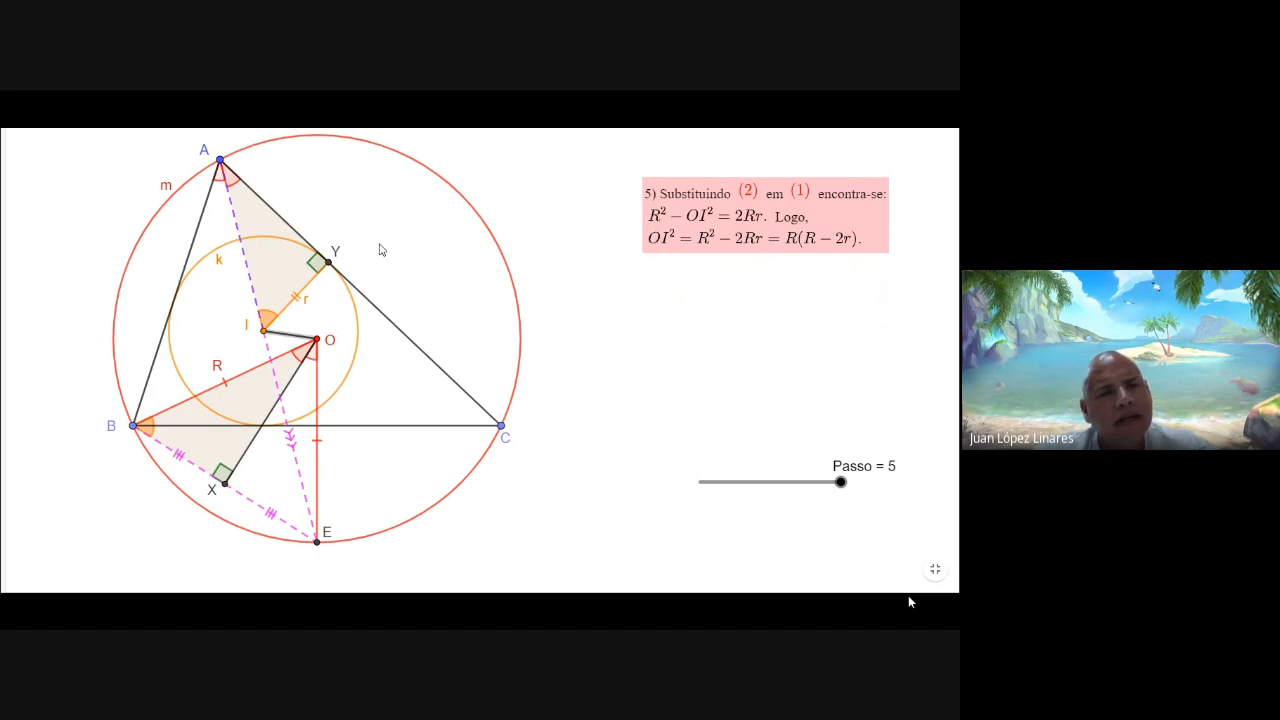 A
m
Y
k
r
I
O
R
B
C
X
E
5) Substituindo (2) em (1) encontra-se:
R² − OI² = 2Rr. Logo,
OI² = R² − 2Rr = R(R − 2r).
Passo = 5
Juan López Linares